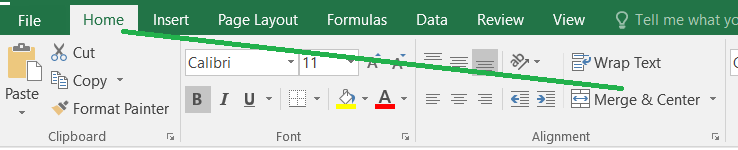 File Home Insert Page Layout Formulas Data Review View Tell me what yo
Cut
Calibri 11 A A Wrap Text
Copy
Paste
Format Painter B I U A Merge & Center
Clipboard Font Alignment